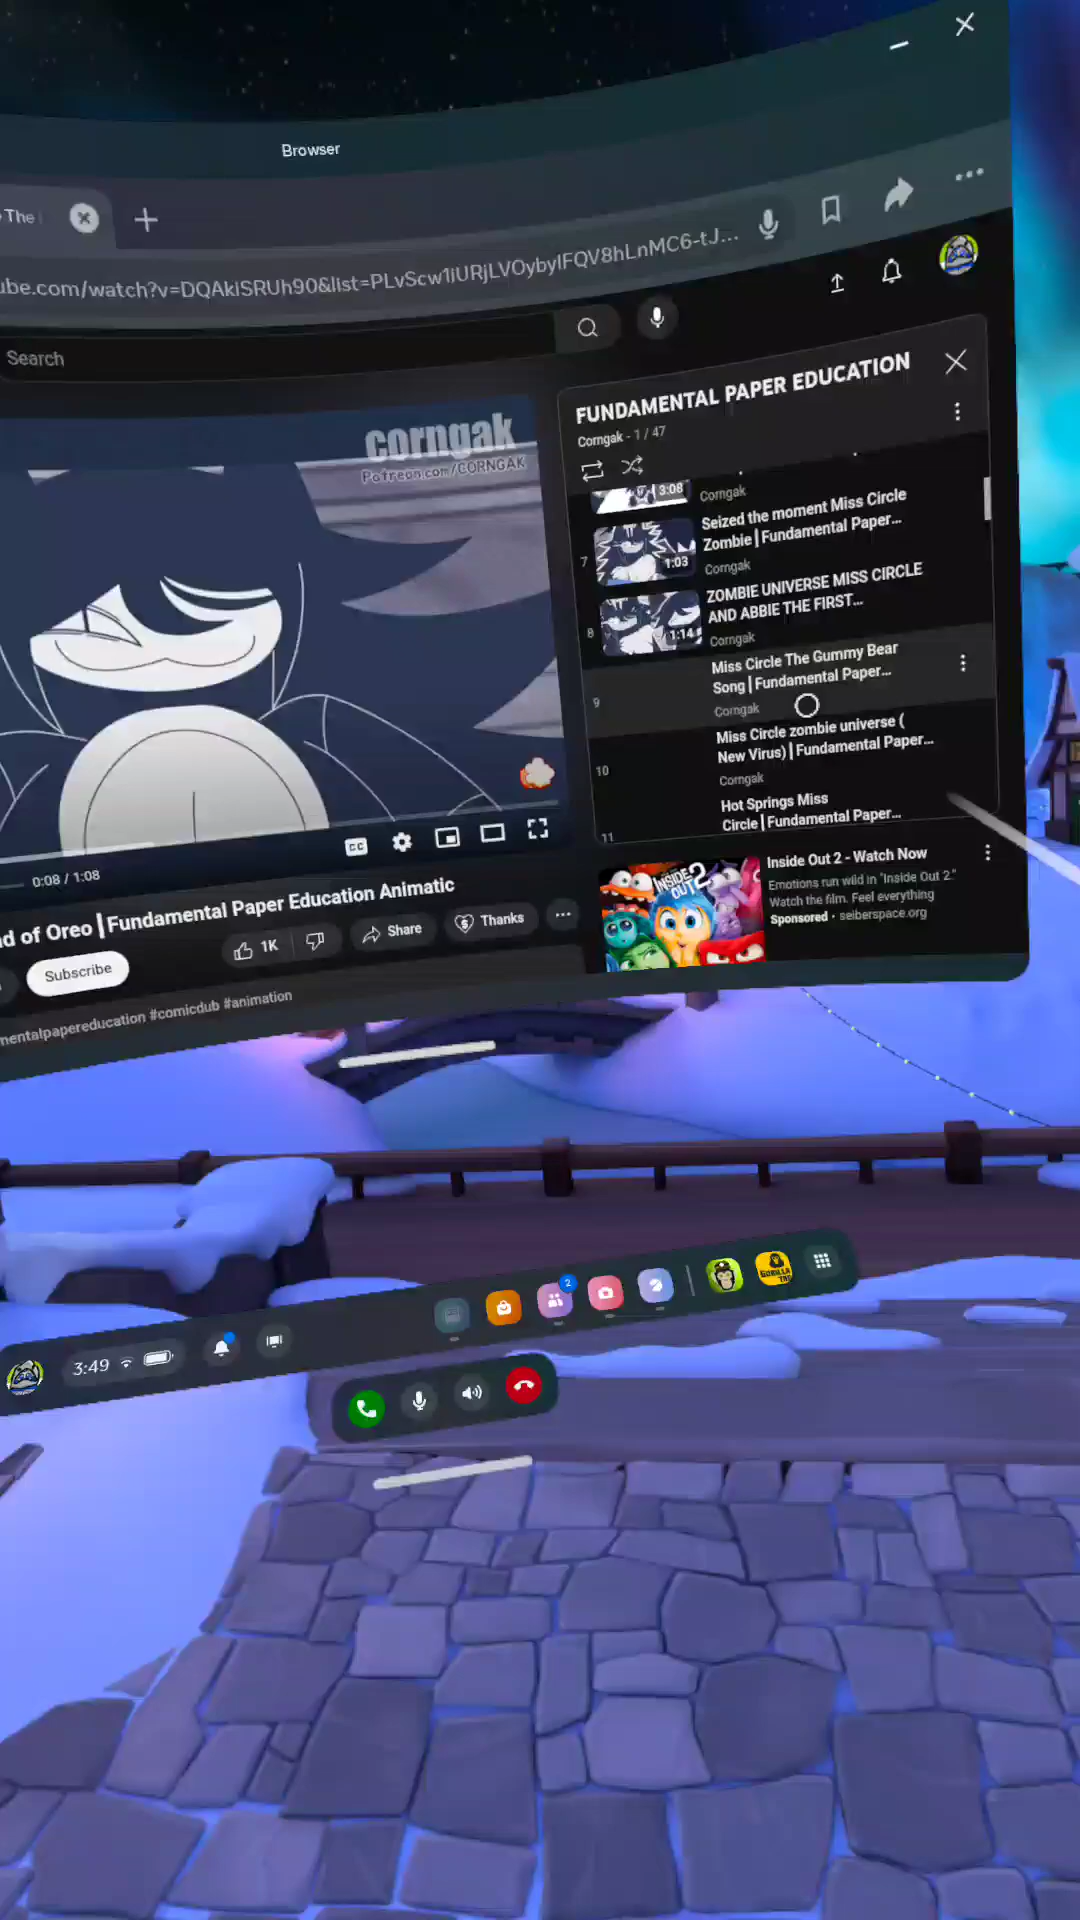 Browser
The
ube.com/watch?v=DQAkISRUh90&list=PLvScw1iURjLVOybyIFQV8hLnMC6-tJ...
Search
corngak
Patreon.com/CORNGAK
FUNDAMENTAL PAPER EDUCATION
Corngak - 1 / 47
3:08
Corngak
7
1:03
Seized the moment Miss Circle
Zombie | Fundamental Paper...
Corngak
8
1:14
ZOMBIE UNIVERSE MISS CIRCLE
AND ABBIE THE FIRST...
Corngak
9
Miss Circle The Gummy Bear
Song | Fundamental Paper...
Corngak
10
Miss Circle zombie universe (
New Virus) | Fundamental Paper...
Corngak
11
Hot Springs Miss
Circle | Fundamental Paper...
CC
0:08 / 1:08
d of Oreo | Fundamental Paper Education Animatic
Subscribe
1K
Share
Thanks
mentalpapereducation #comicdub #animation
INSIDE OUT 2
Inside Out 2 - Watch Now
Emotions run wild in "Inside Out 2."
Watch the film. Feel everything
Sponsored · seiberspace.org
3:49
2
GORILLA TAG